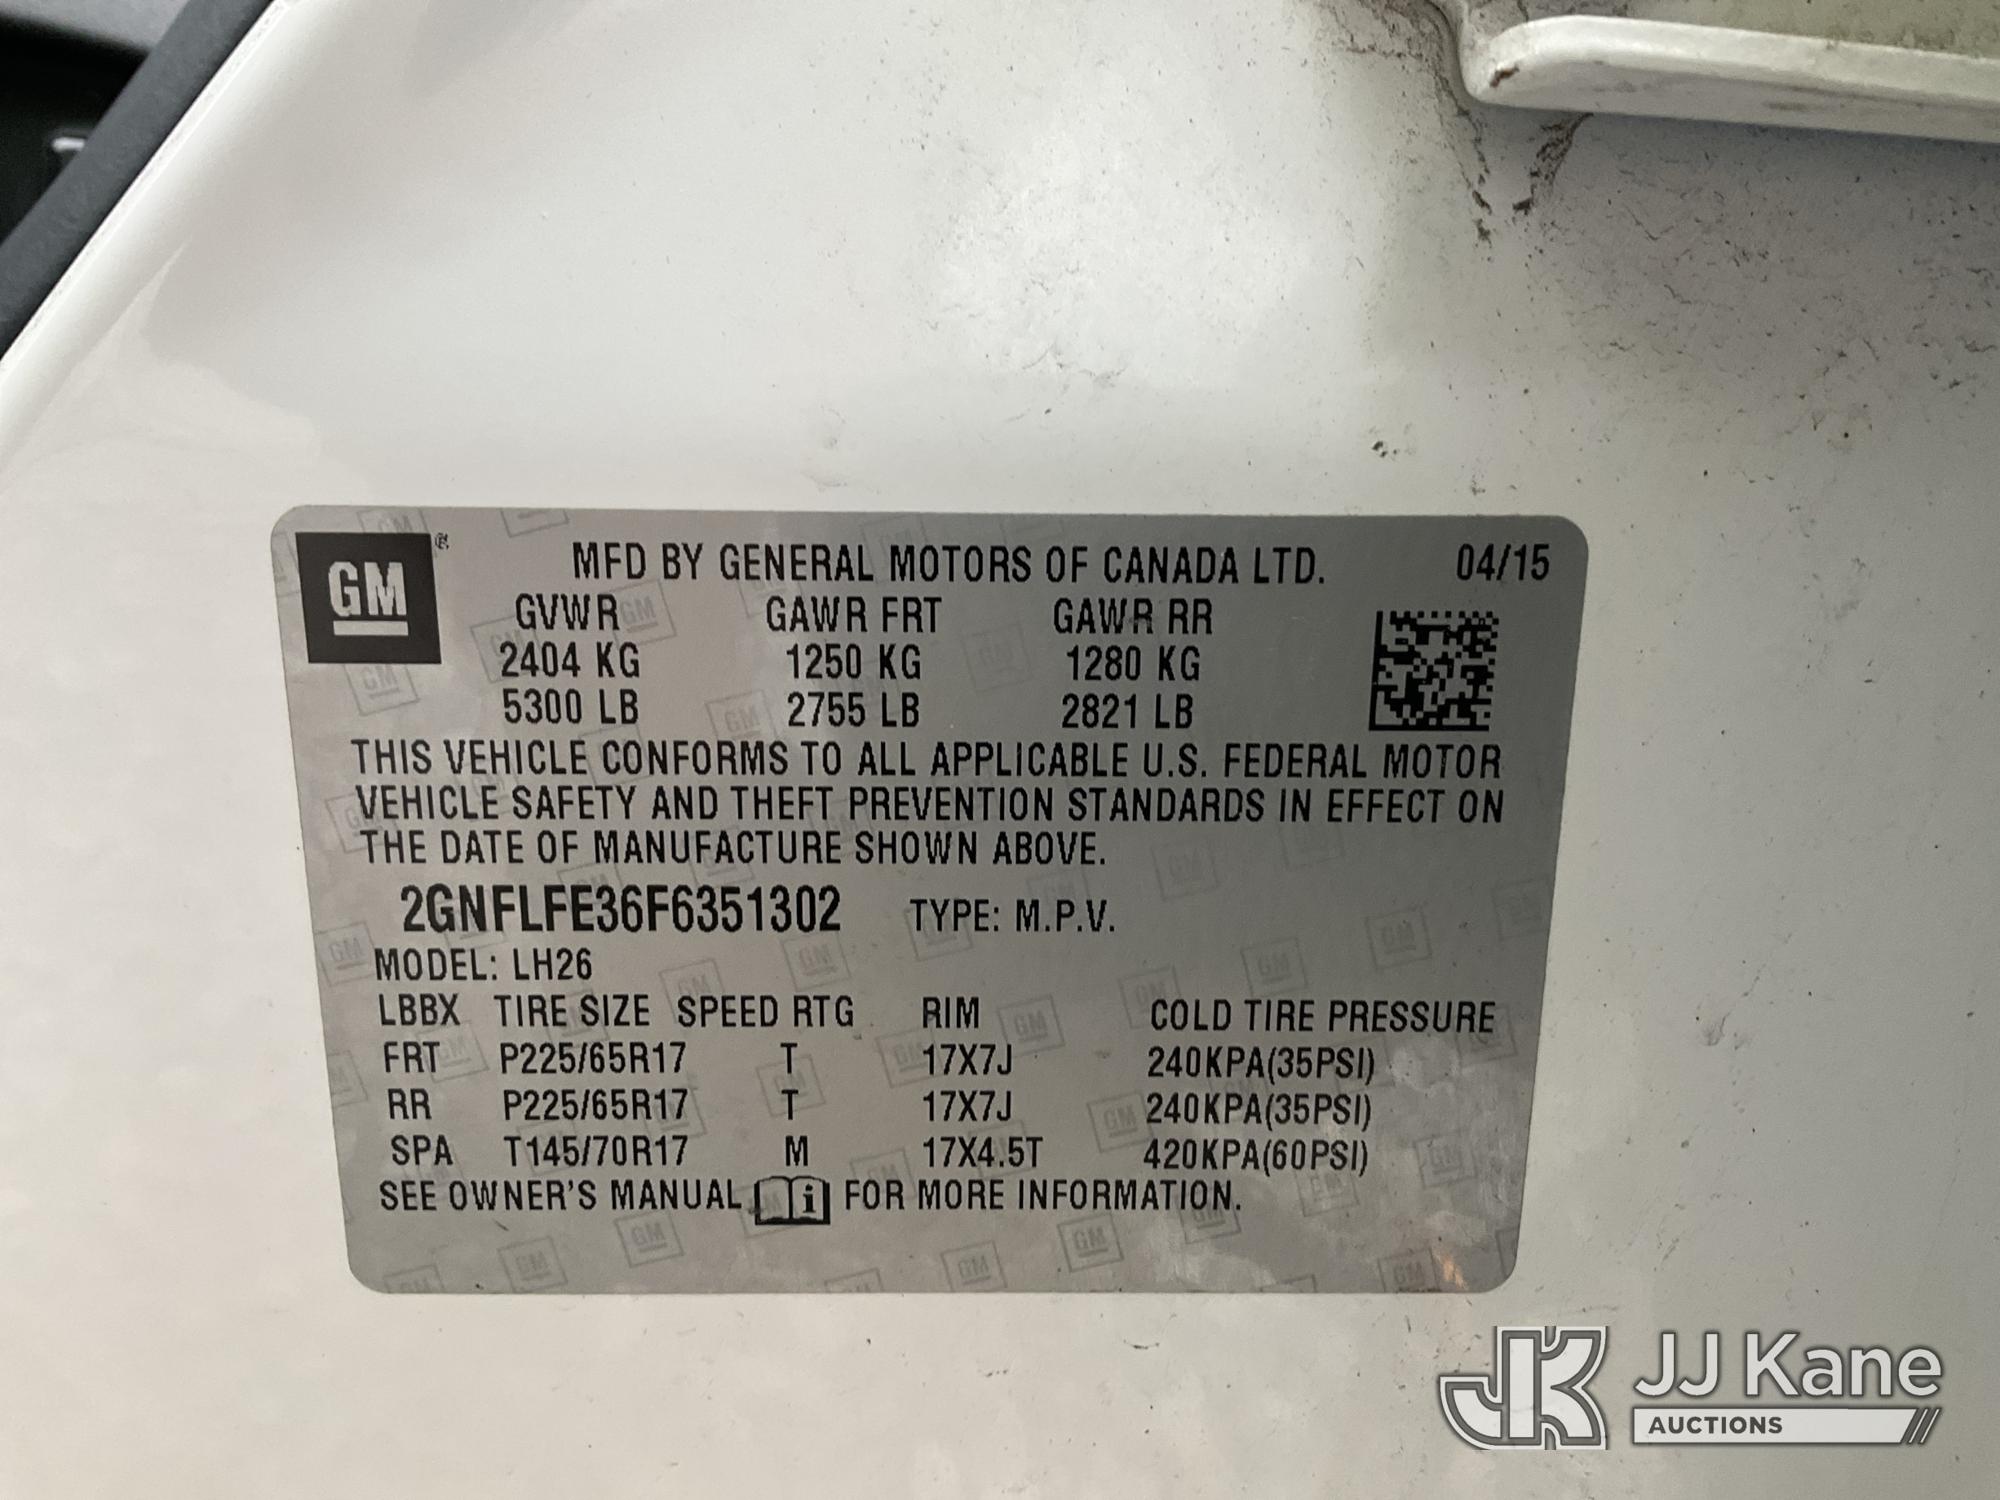 GM
MFD BY GENERAL MOTORS OF CANADA LTD. 04/15
GVWR GAWR FRT GAWR RR
2404 KG 1250 KG 1280 KG
5300 LB 2755 LB 2821 LB
THIS VEHICLE CONFORMS TO ALL APPLICABLE U.S. FEDERAL MOTOR
VEHICLE SAFETY AND THEFT PREVENTION STANDARDS IN EFFECT ON
THE DATE OF MANUFACTURE SHOWN ABOVE.
2GNFLFE36F6351302 TYPE: M.P.V.
MODEL: LH26
LBBX TIRE SIZE SPEED RTG RIM COLD TIRE PRESSURE
FRT P225/65R17 T 17X7J 240KPA(35PSI)
RR P225/65R17 T 17X7J 240KPA(35PSI)
SPA T145/70R17 M 17X4.5T 420KPA(60PSI)
SEE OWNER'S MANUAL i FOR MORE INFORMATION.
JK JJ Kane
AUCTIONS